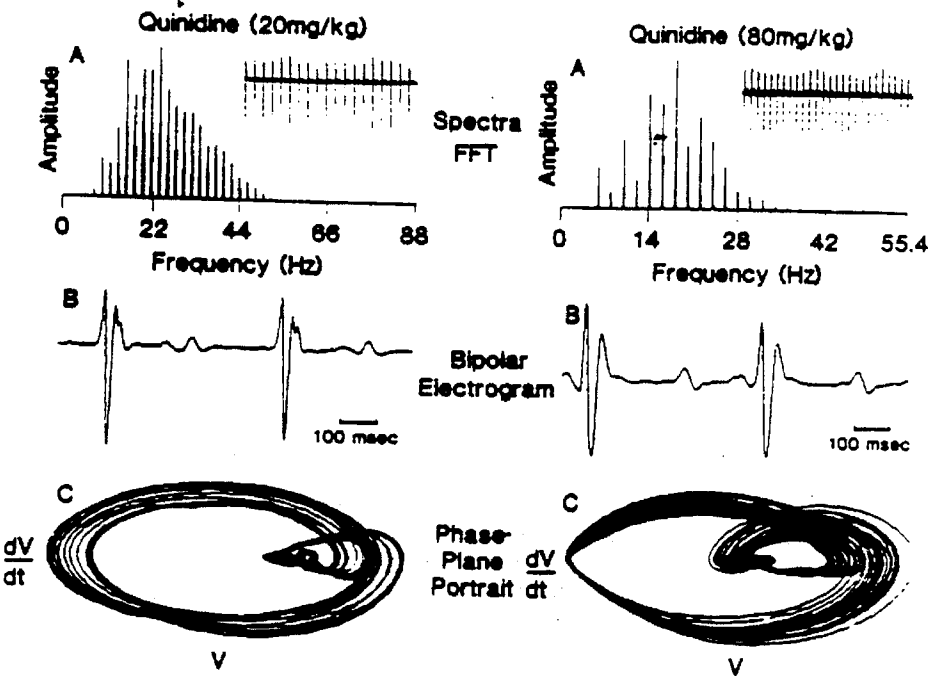 Quinidine (20mg/kg)
A
Amplitude
0 22 44 66 88
Frequency (Hz)
B
100 msec
C
dV
dt
V
Spectra
FFT
Bipolar
Electrogram
Phase-
Plane
Portrait
Quinidine (80mg/kg)
A
Amplitude
0 14 28 42 55.4
Frequency (Hz)
B
100 msec
C
dV
dt
V